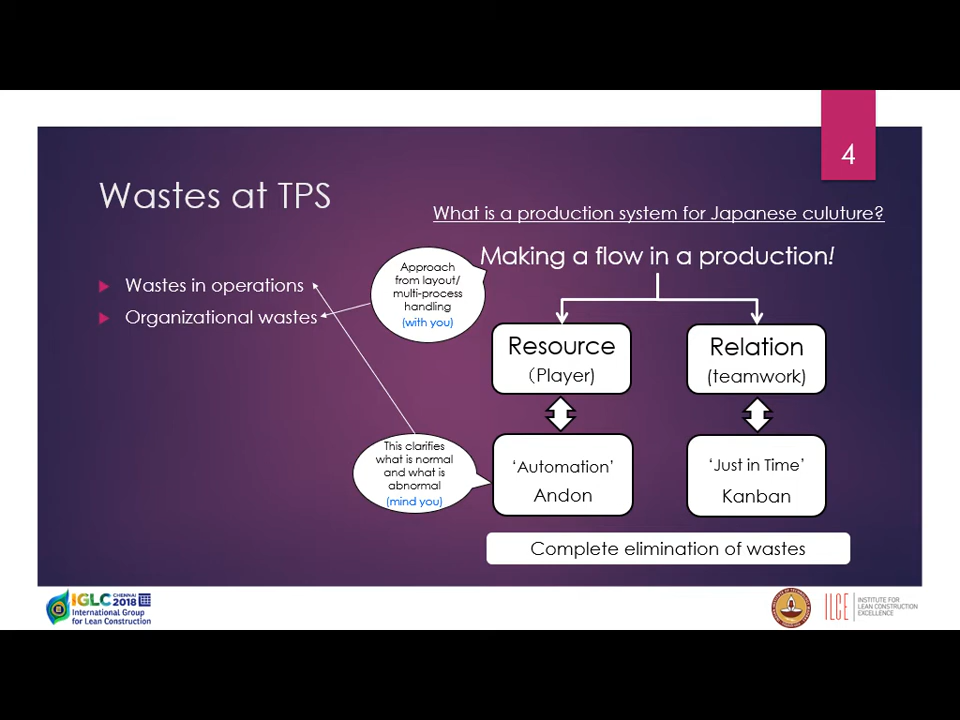 4
Wastes at TPS
What is a production system for Japanese culuture?
Making a flow in a production!
Wastes in operations
Organizational wastes
Approach
from layout/
multi-process
handling
(with you)
Resource
(Player)
Relation
(teamwork)
This clarifies
what is normal
and what is
abnormal
(mind you)
‘Automation’
Andon
‘Just in Time’
Kanban
Complete elimination of wastes
IGLC CHENNAI 2018
International Group
for Lean Construction
ILCE
INSTITUTE FOR
LEAN CONSTRUCTION
EXCELLENCE